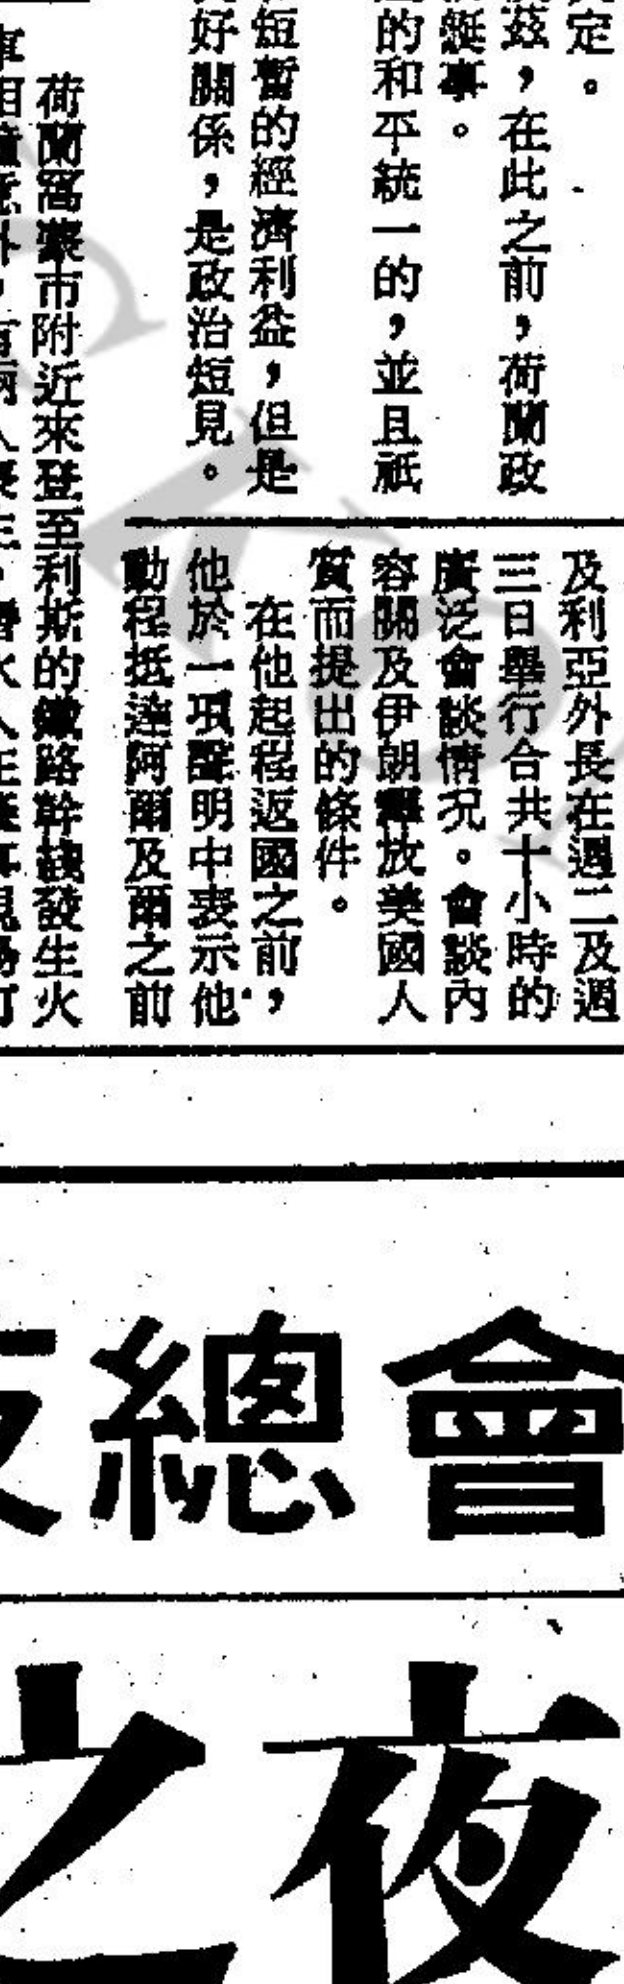 定。
茲，在此之前，荷蘭政
艇事。
的和平統一的，並且祇
短暫的經濟利益，但是
好關係，是政治短見。
及利亞外長在週二及週
三日舉行合共十小時的
廣泛會談情况。會談內
容關及伊朗釋放美國人
質而提出的條件。
在他起程返國之前，
他於一項聲明中表示他
動程抵達阿爾及爾之前
荷蘭窩蒙市附近來登至利斯的鐵路幹綫發生火
總會
之夜